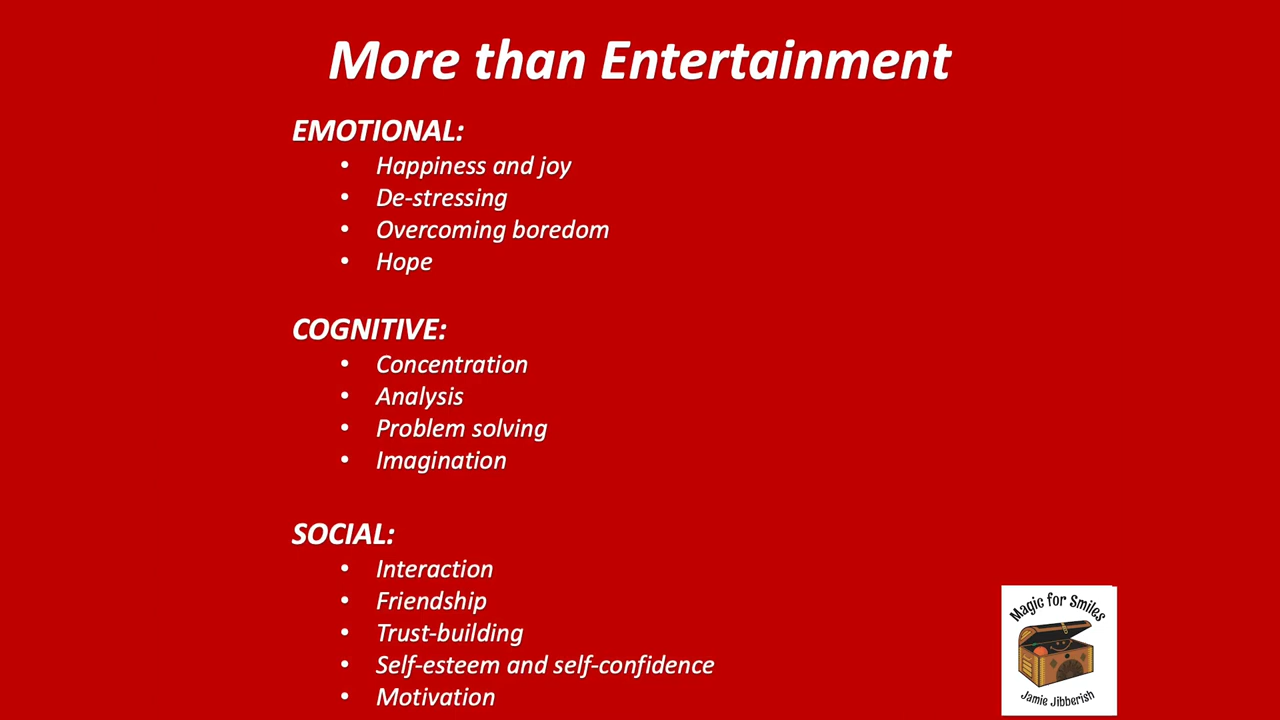 More than Entertainment
EMOTIONAL:
• Happiness and joy
• De-stressing
• Overcoming boredom
• Hope
COGNITIVE:
• Concentration
• Analysis
• Problem solving
• Imagination
SOCIAL:
• Interaction
• Friendship
• Trust-building
• Self-esteem and self-confidence
• Motivation
Magic for Smiles
Jamie Jibberish